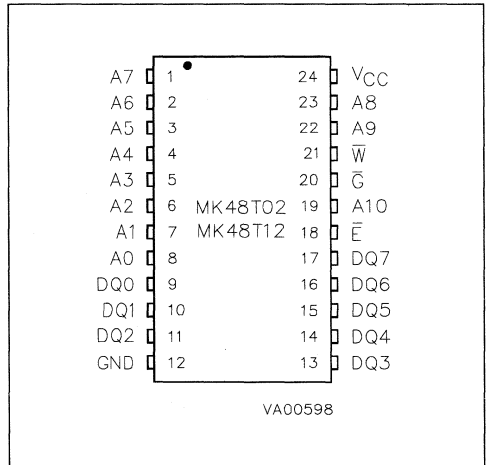 A7 1 24 VCC
A6 2 23 A8
A5 3 22 A9
A4 4 21 W̅
A3 5 20 G̅
A2 6 MK48T02 19 A10
A1 7 MK48T12 18 E̅
A0 8 17 DQ7
DQ0 9 16 DQ6
DQ1 10 15 DQ5
DQ2 11 14 DQ4
GND 12 13 DQ3
VA00598